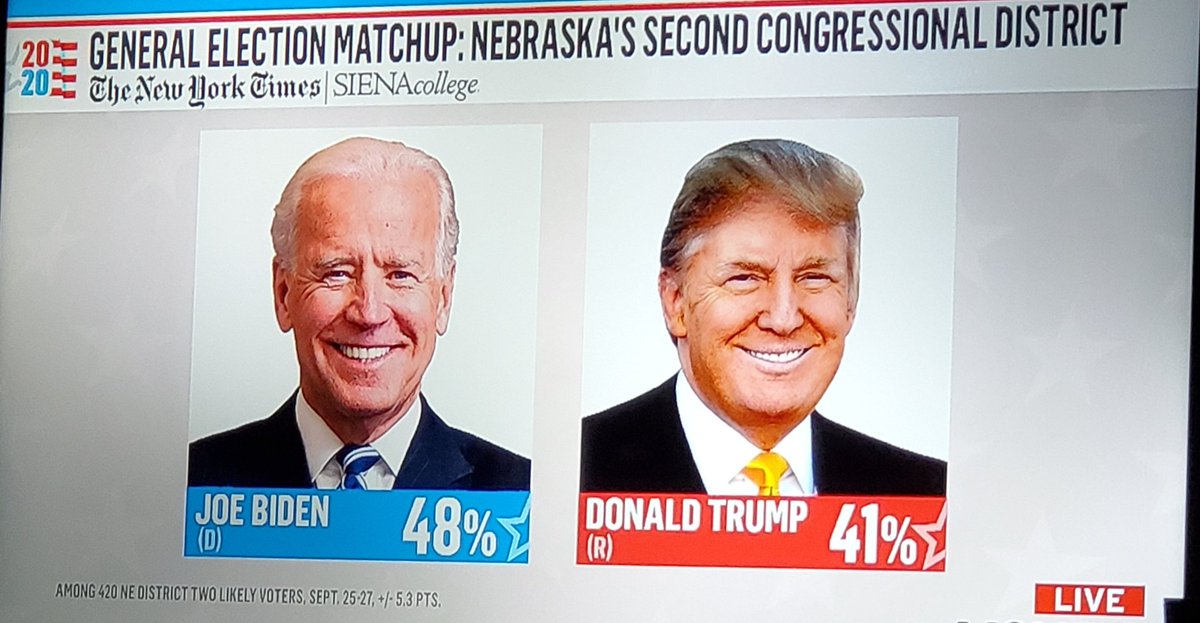 2020
GENERAL ELECTION MATCHUP: NEBRASKA'S SECOND CONGRESSIONAL DISTRICT
The New York Times | SIENAcollege.
JOE BIDEN
(D)
48%
DONALD TRUMP
(R)
41%
AMONG 420 NE DISTRICT TWO LIKELY VOTERS, SEPT. 25-27, +/- 5.3 PTS.
LIVE